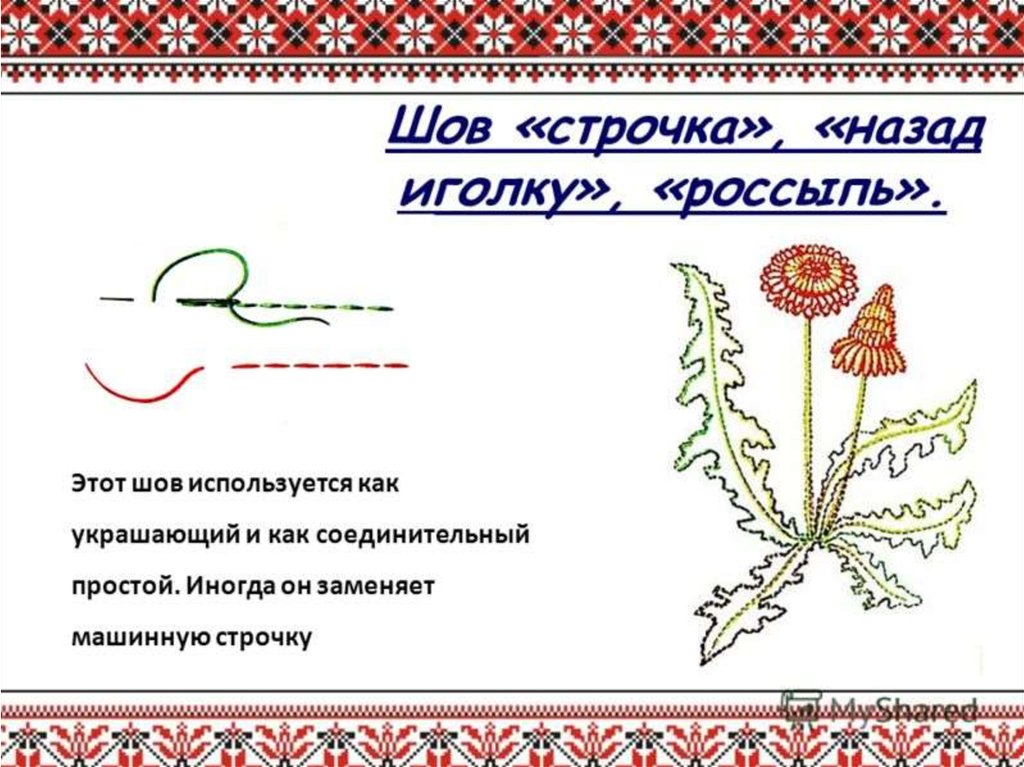 Шов «строчка», «назад
иголку», «россыпь».
Этот шов используется как
украшающий и как соединительный
простой. Иногда он заменяет
машинную строчку
MyShared